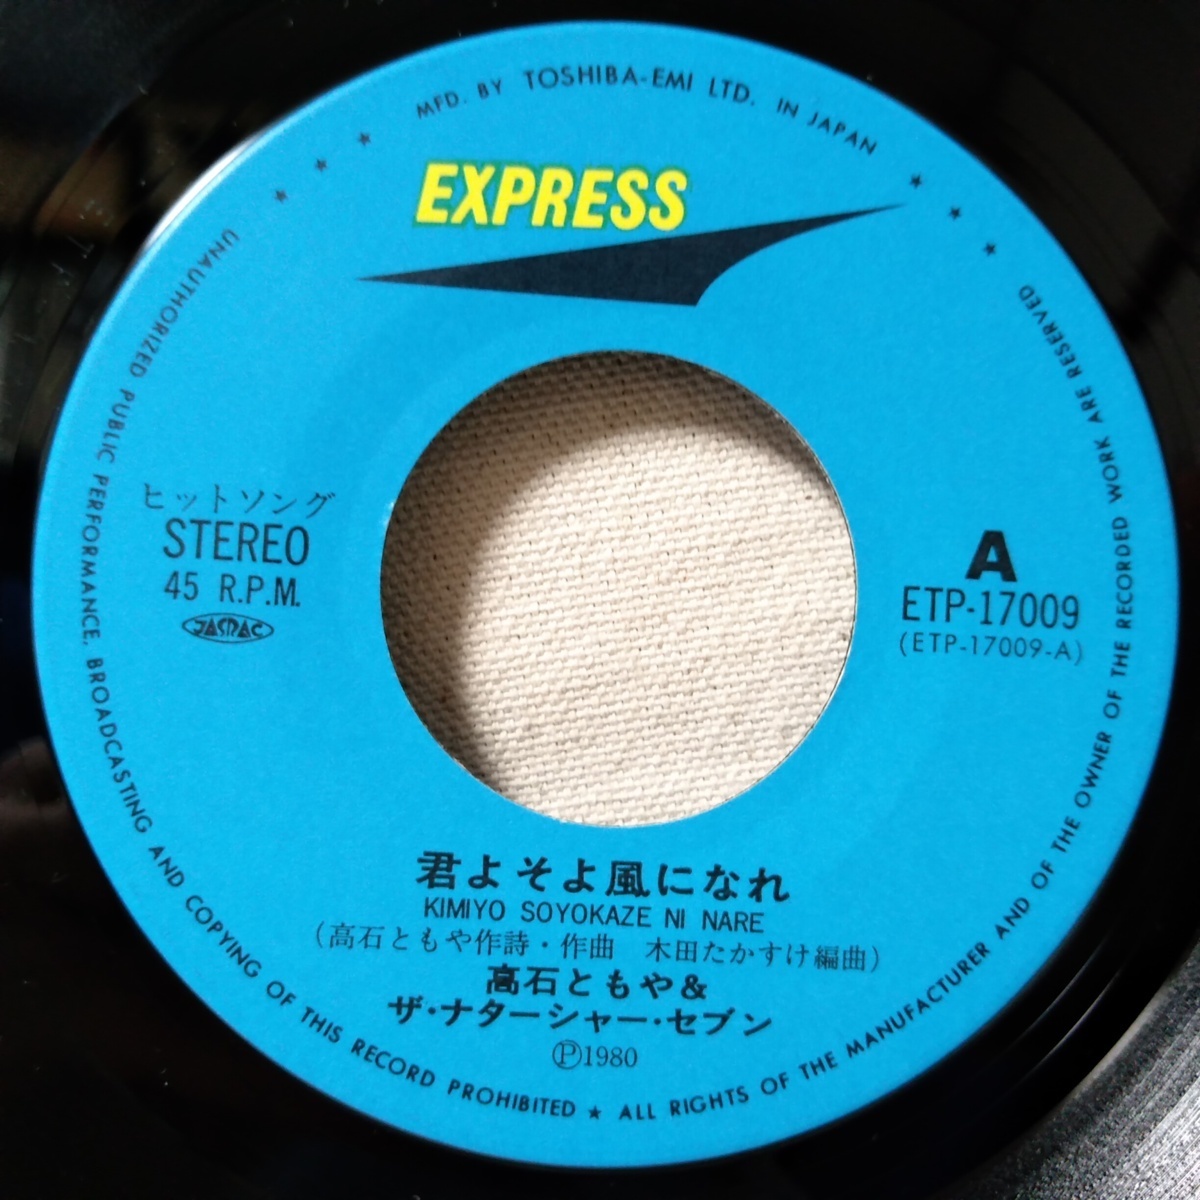 MFD. BY TOSHIBA-EMI LTD. IN JAPAN
EXPRESS
ヒットソング
STEREO
45 R.P.M.
JASRAC
A
ETP-17009
(ETP-17009-A)
君よそよ風になれ
KIMIYO SOYOKAZE NI NARE
(高石ともや作詩・作曲 木田たかすけ編曲)
高石ともや&
ザ・ナターシャー・セブン
Ⓟ1980
UNAUTHORIZED PUBLIC PERFORMANCE, BROADCASTING AND COPYING OF THIS RECORD PROHIBITED ★ ALL RIGHTS OF THE MANUFACTURER AND OF THE OWNER OF THE RECORDED WORK ARE RESERVED